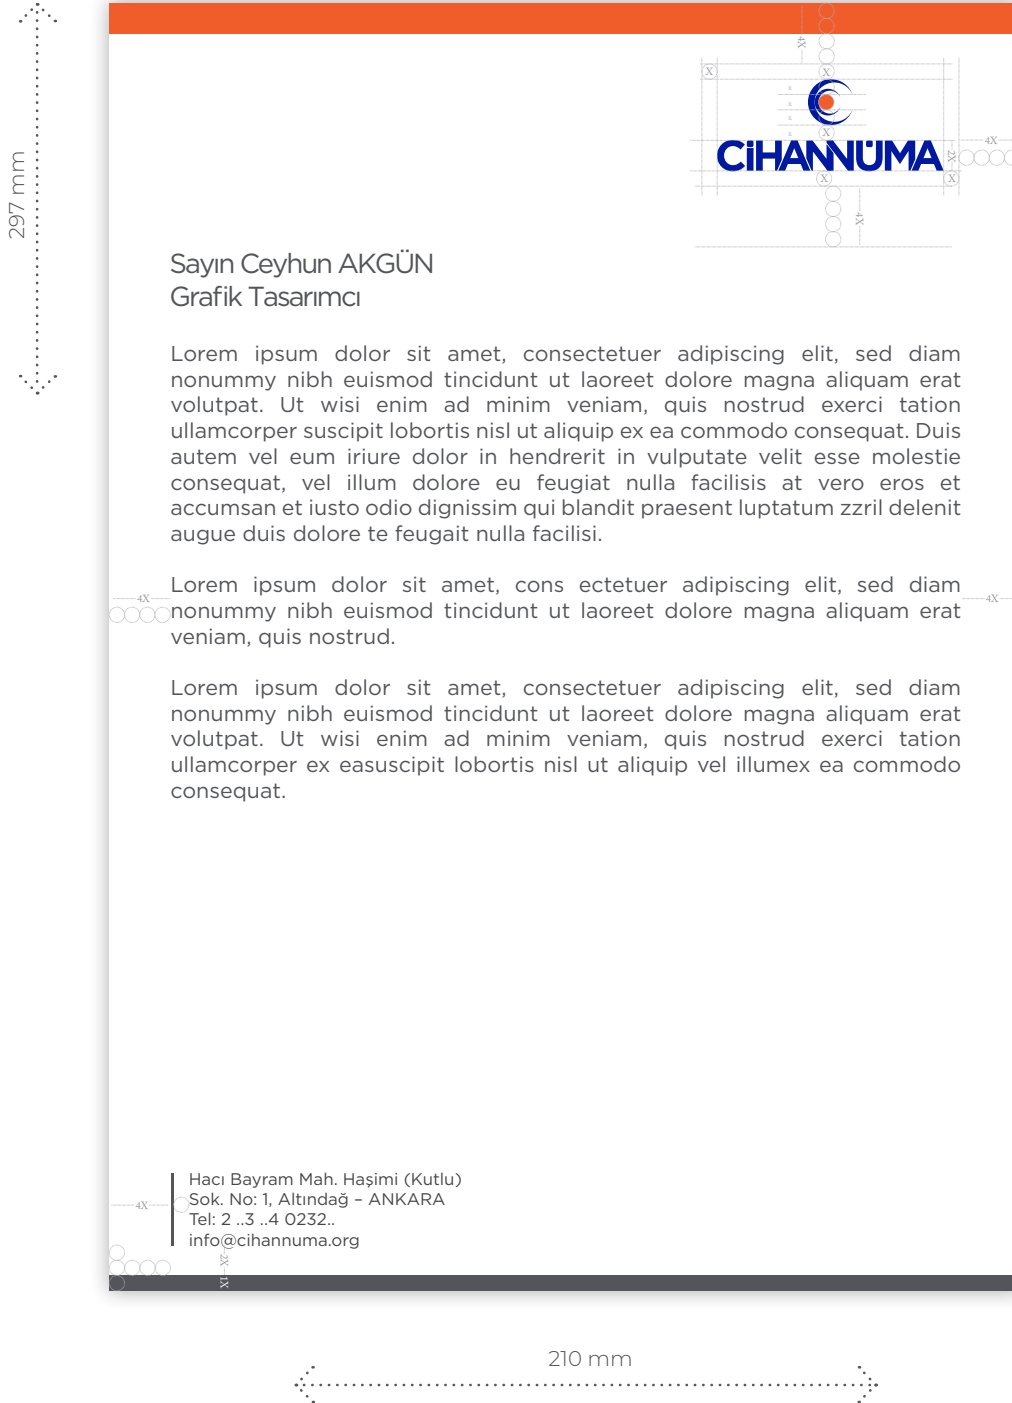 4X
X
X
x
x
x
x
X
CiHANNÜMA
2X
4X
X
X
4X
297 mm
Sayın Ceyhun AKGÜN
Grafik Tasarımcı
Lorem ipsum dolor sit amet, consectetuer adipiscing elit, sed diam
nonummy nibh euismod tincidunt ut laoreet dolore magna aliquam erat
volutpat. Ut wisi enim ad minim veniam, quis nostrud exerci tation
ullamcorper suscipit lobortis nisl ut aliquip ex ea commodo consequat. Duis
autem vel eum iriure dolor in hendrerit in vulputate velit esse molestie
consequat, vel illum dolore eu feugiat nulla facilisis at vero eros et
accumsan et iusto odio dignissim qui blandit praesent luptatum zzril delenit
augue duis dolore te feugait nulla facilisi.
Lorem ipsum dolor sit amet, cons ectetuer adipiscing elit, sed diam
4X
4X
nonummy nibh euismod tincidunt ut laoreet dolore magna aliquam erat
veniam, quis nostrud.
Lorem ipsum dolor sit amet, consectetuer adipiscing elit, sed diam
nonummy nibh euismod tincidunt ut laoreet dolore magna aliquam erat
volutpat. Ut wisi enim ad minim veniam, quis nostrud exerci tation
ullamcorper ex easuscipit lobortis nisl ut aliquip vel illumex ea commodo
consequat.
Hacı Bayram Mah. Haşimi (Kutlu)
Sok. No: 1, Altındağ – ANKARA
4X
Tel: 2 ..3 ..4 0232..
info@cihannuma.org
2X
1X
210 mm